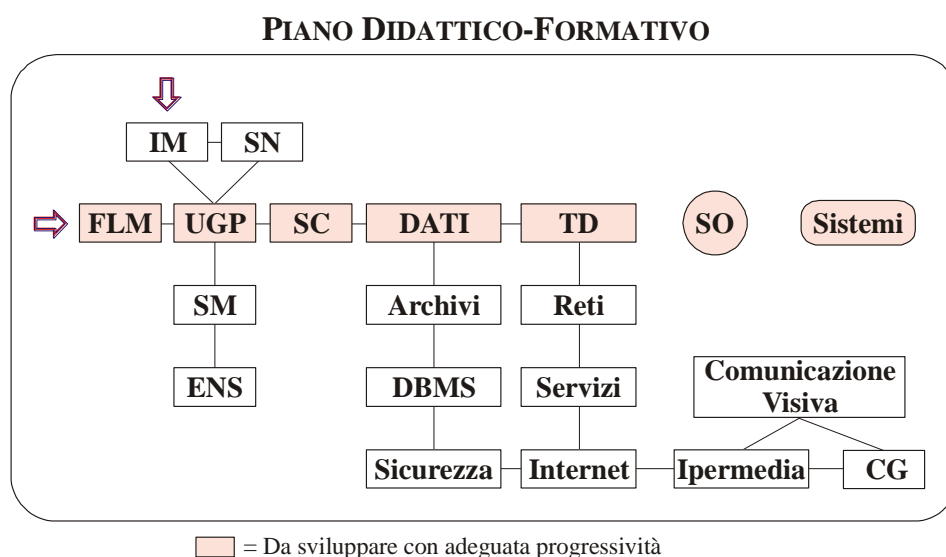 PIANO DIDATTICO-FORMATIVO
IM SN
FLM UGP SC DATI TD SO Sistemi
SM Archivi Reti
ENS DBMS Servizi Comunicazione
Visiva
Sicurezza Internet Ipermedia CG
= Da sviluppare con adeguata progressività